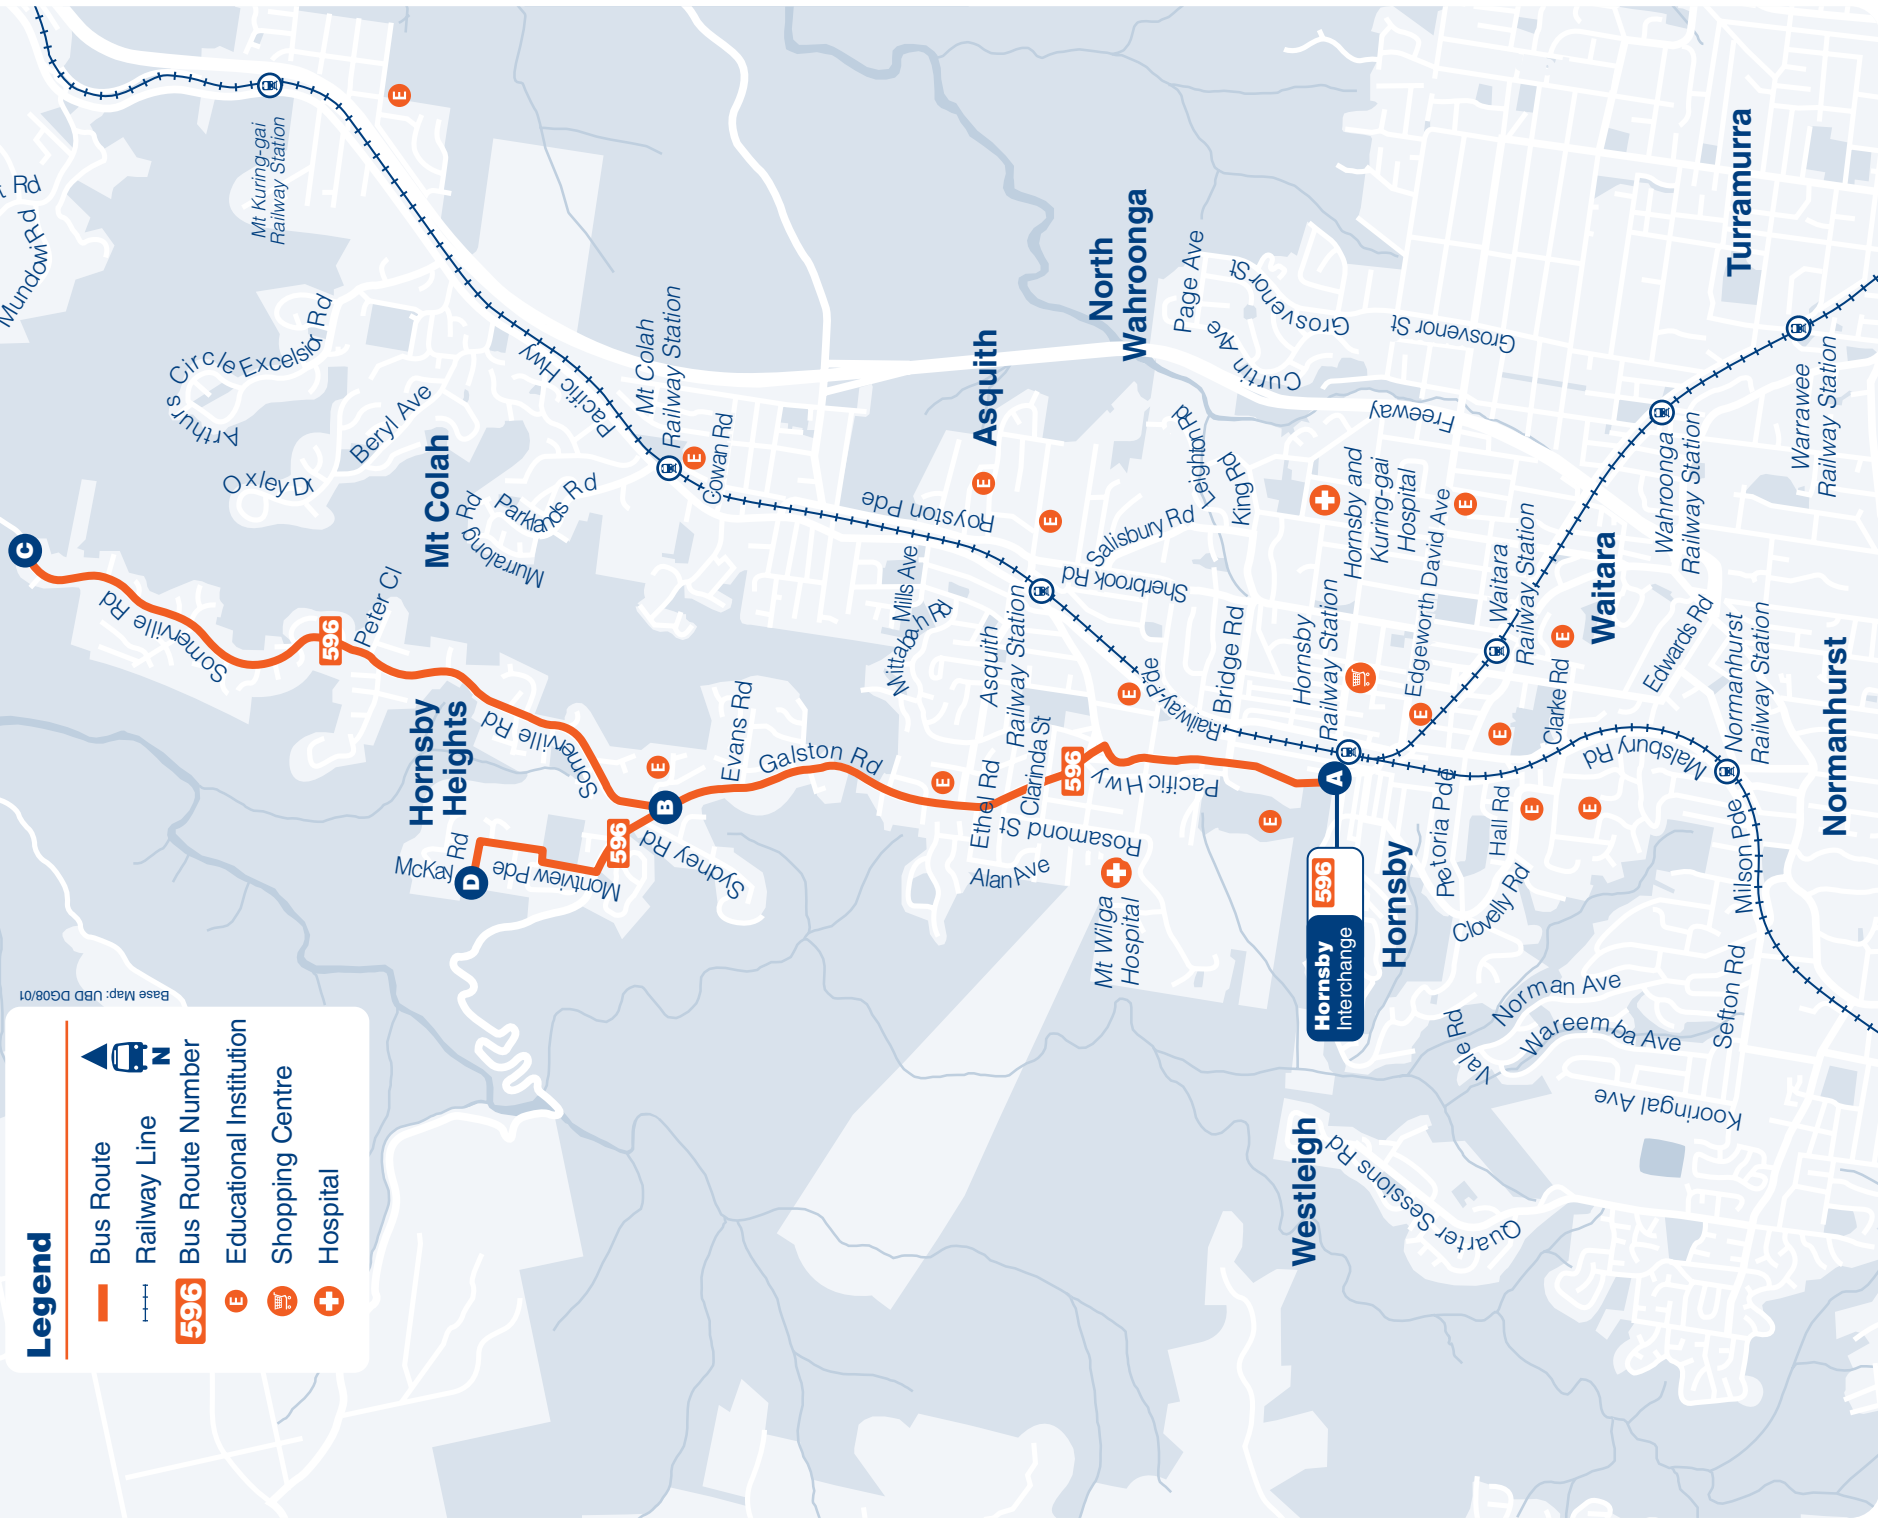 Legend
Bus Route
Railway Line
596 Bus Route Number
E Educational Institution
Shopping Centre
Hospital
N
Base Map: UBD DG08/01
Rd
Mundowi Rd
Mt Kuring-gai
Railway Station
E
Arthurs Circle
Excelsior Rd
Oxley Dr
Beryl Ave
Mt Colah
Murralong Rd
Parklands Rd
Pacific Hwy
Mt Colah
Railway Station
E
Cowan Rd
C
Somerville Rd
596
Peter Cl
Hornsby
Heights
Somerville Rd
E
B
596
Sydney Rd
McKay Rd
D
Montview Pde
Evans Rd
Galston Rd
E
Mittabah Rd
Mills Ave
Royston Pde
Asquith
E
E
Asquith
Railway Station
Salisbury Rd
Sherbrook Rd
Ethel Rd
Clarinda St
Rosamond St
Alan Ave
596
Pacific Hwy
E
Railway Pde
Bridge Rd
Mt Wilga
Hospital
E
Leighton Rd
King Rd
North
Wahroonga
Page Ave
Curtin Ave
Grosvenor St
Grosvenor St
Freeway
Hornsby and
Kuring-gai
Hospital
Hornsby
Railway Station
A
596
Hornsby
Interchange
Hornsby
Edgeworth David Ave
E
E
Waitara
Railway Station
Waitara
E
E
Clarke Rd
Pretoria Pde
Hall Rd
E
E
Clovelly Rd
Malsbury Rd
Edwards Rd
Normanhurst
Railway Station
Normanhurst
Milson Pde
Sefton Rd
Norman Ave
Wareemba Ave
Vale Rd
Kooringal Ave
Westleigh
Quarter Sessions Rd
Wahroonga
Railway Station
Warrawee
Railway Station
Turramurra